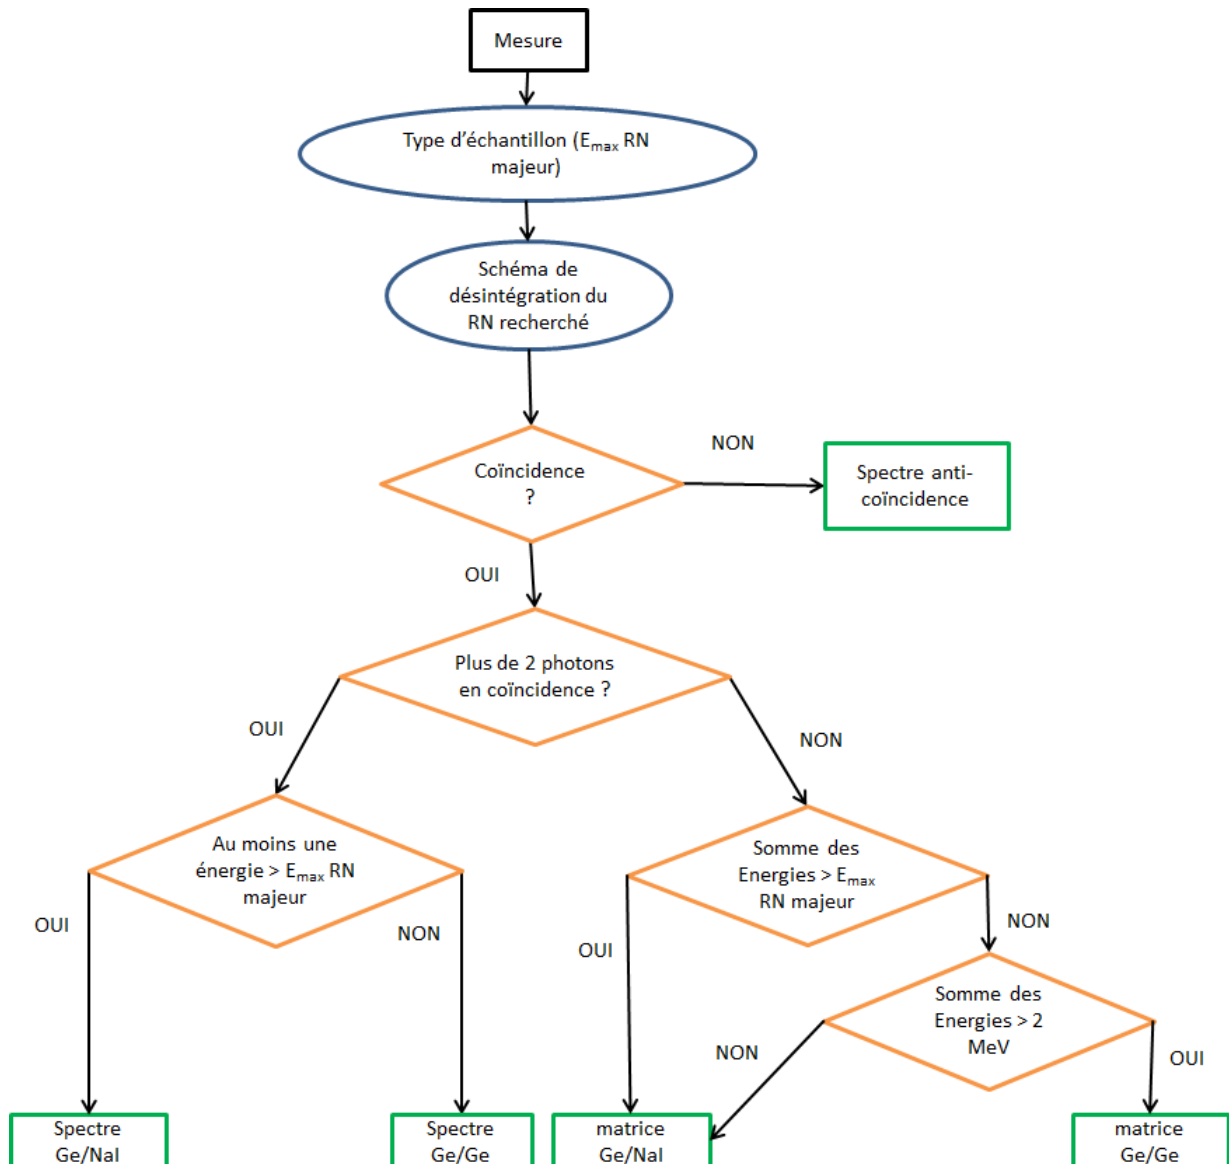 Mesure
Type d'échantillon (Emax RN
majeur)
Schéma de
désintégration du
RN recherché
Coïncidence
?
NON
Spectre anti-
coïncidence
OUI
Plus de 2 photons
en coïncidence ?
OUI
NON
Au moins une
énergie > Emax RN
majeur
Somme des
Energies > Emax
RN majeur
OUI
NON
OUI
NON
Somme des
Energies > 2
MeV
NON
OUI
Spectre
Ge/NaI
Spectre
Ge/Ge
matrice
Ge/NaI
matrice
Ge/Ge